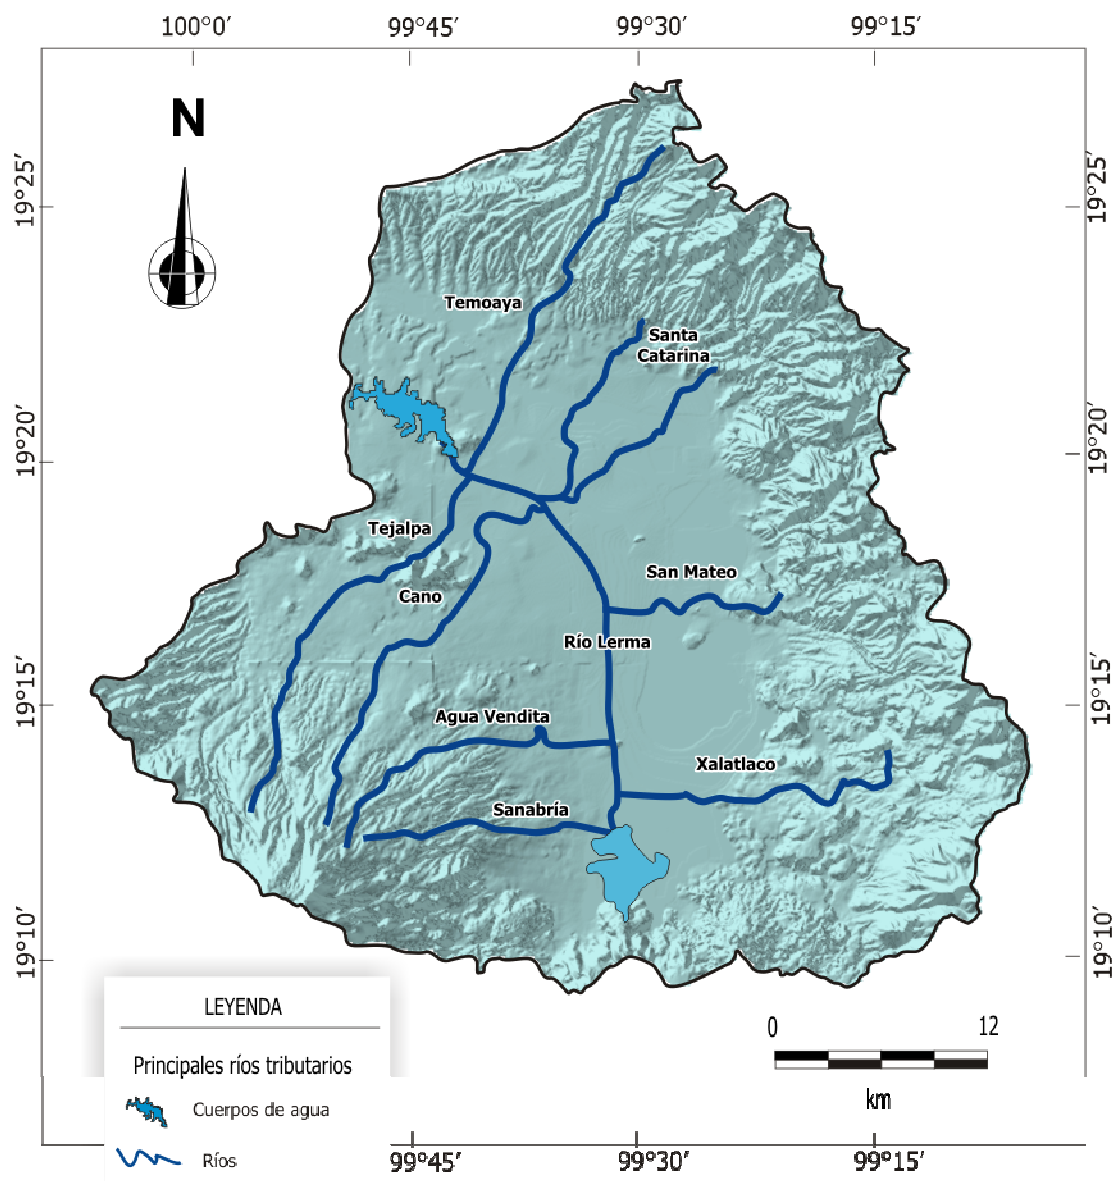 100°0′ 99°45′ 99°30′ 99°15′
N
19°25′ 19°25′
Temoaya
Santa
Catarina
19°20′ 19°20′
Tejalpa
San Mateo
Cano
Río Lerma
19°15′ 19°15′
Agua Vendita
Xalatlaco
Sanabría
19°10′ 19°10′
LEYENDA
Principales ríos tributarios
Cuerpos de agua
Ríos
0 12
km
99°45′ 99°30′ 99°15′